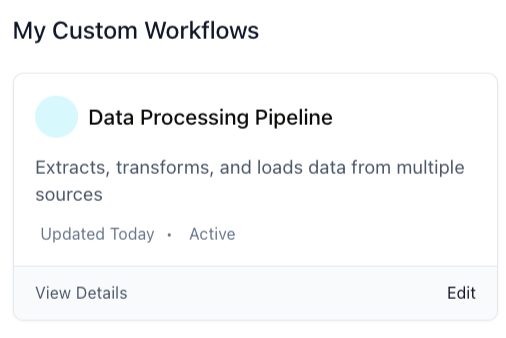 My Custom Workflows
Data Processing Pipeline
Extracts, transforms, and loads data from multiple
sources
Updated Today • Active
View Details Edit